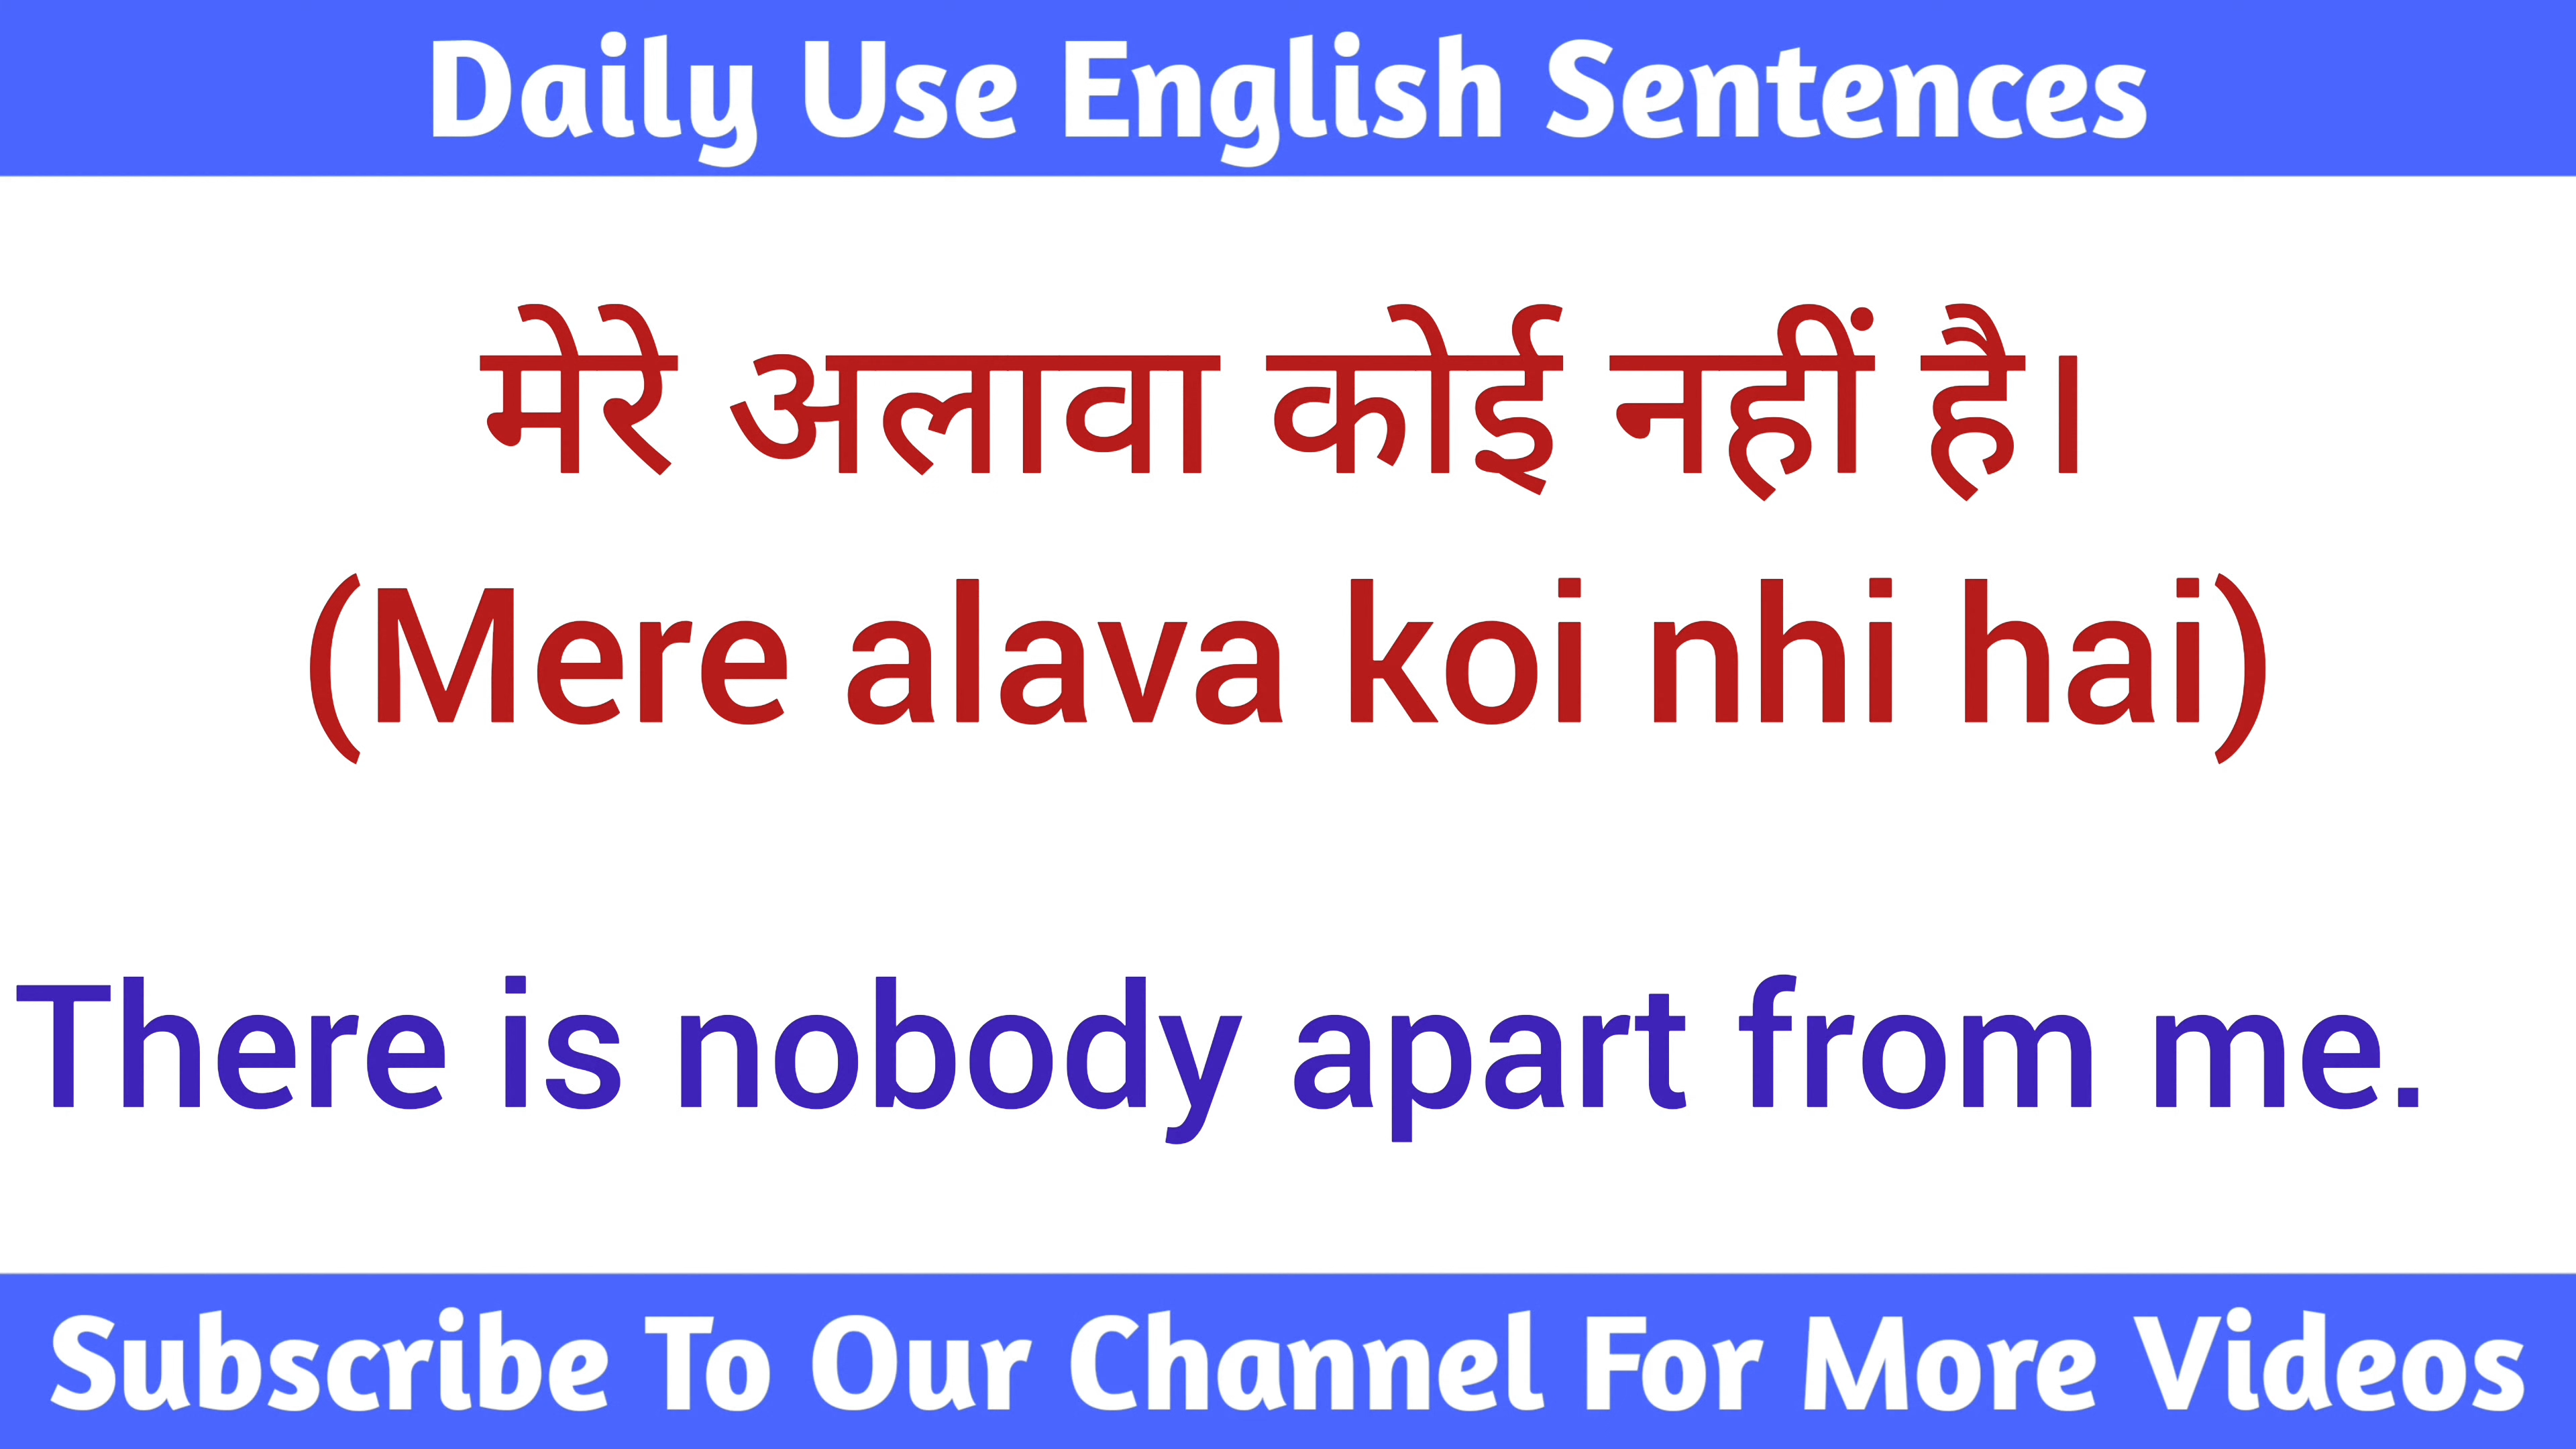 Daily Use English Sentences
मेरे अलावा कोई नहीं है।
(Mere alava koi nhi hai)
There is nobody apart from me.
Subscribe To Our Channel For More Videos